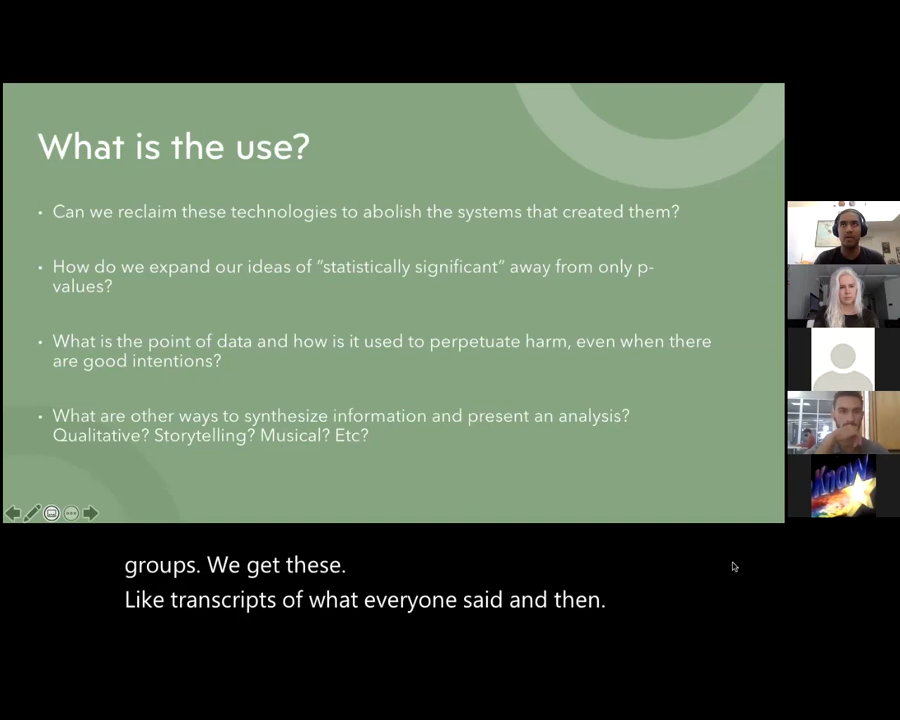 What is the use?
• Can we reclaim these technologies to abolish the systems that created them?
• How do we expand our ideas of "statistically significant" away from only p-
values?
• What is the point of data and how is it used to perpetuate harm, even when there
are good intentions?
• What are other ways to synthesize information and present an analysis?
Qualitative? Storytelling? Musical? Etc?
Know
groups. We get these.
Like transcripts of what everyone said and then.